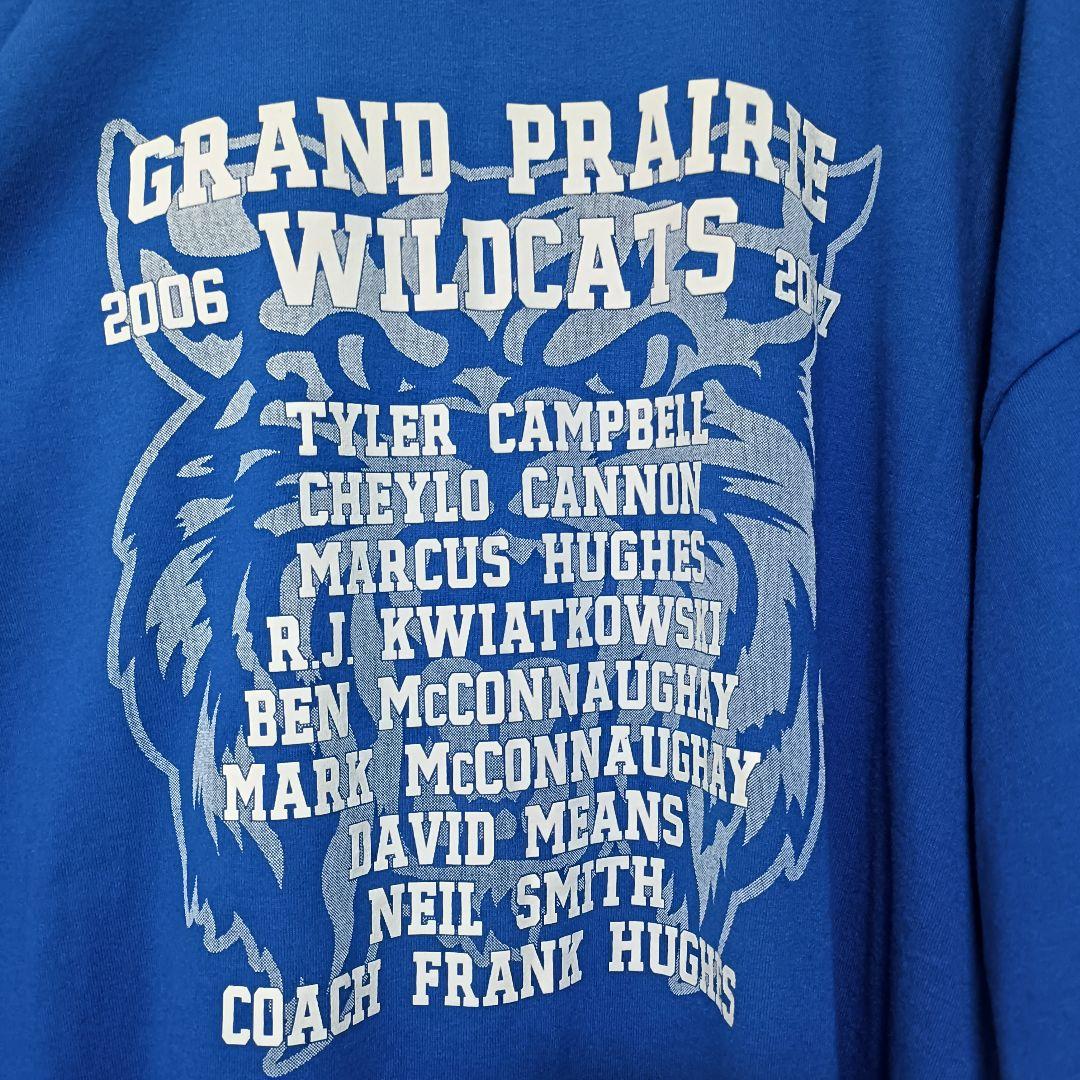 GRAND PRAIRIE
WILDCATS
2006 2007
TYLER CAMPBELL
CHEYLO CANNON
MARCUS HUGHES
R.J. KWIATKOWSKI
BEN McCONNAUGHAY
MARK McCONNAUGHAY
DAVID MEANS
NEIL SMITH
COACH FRANK HUGHES